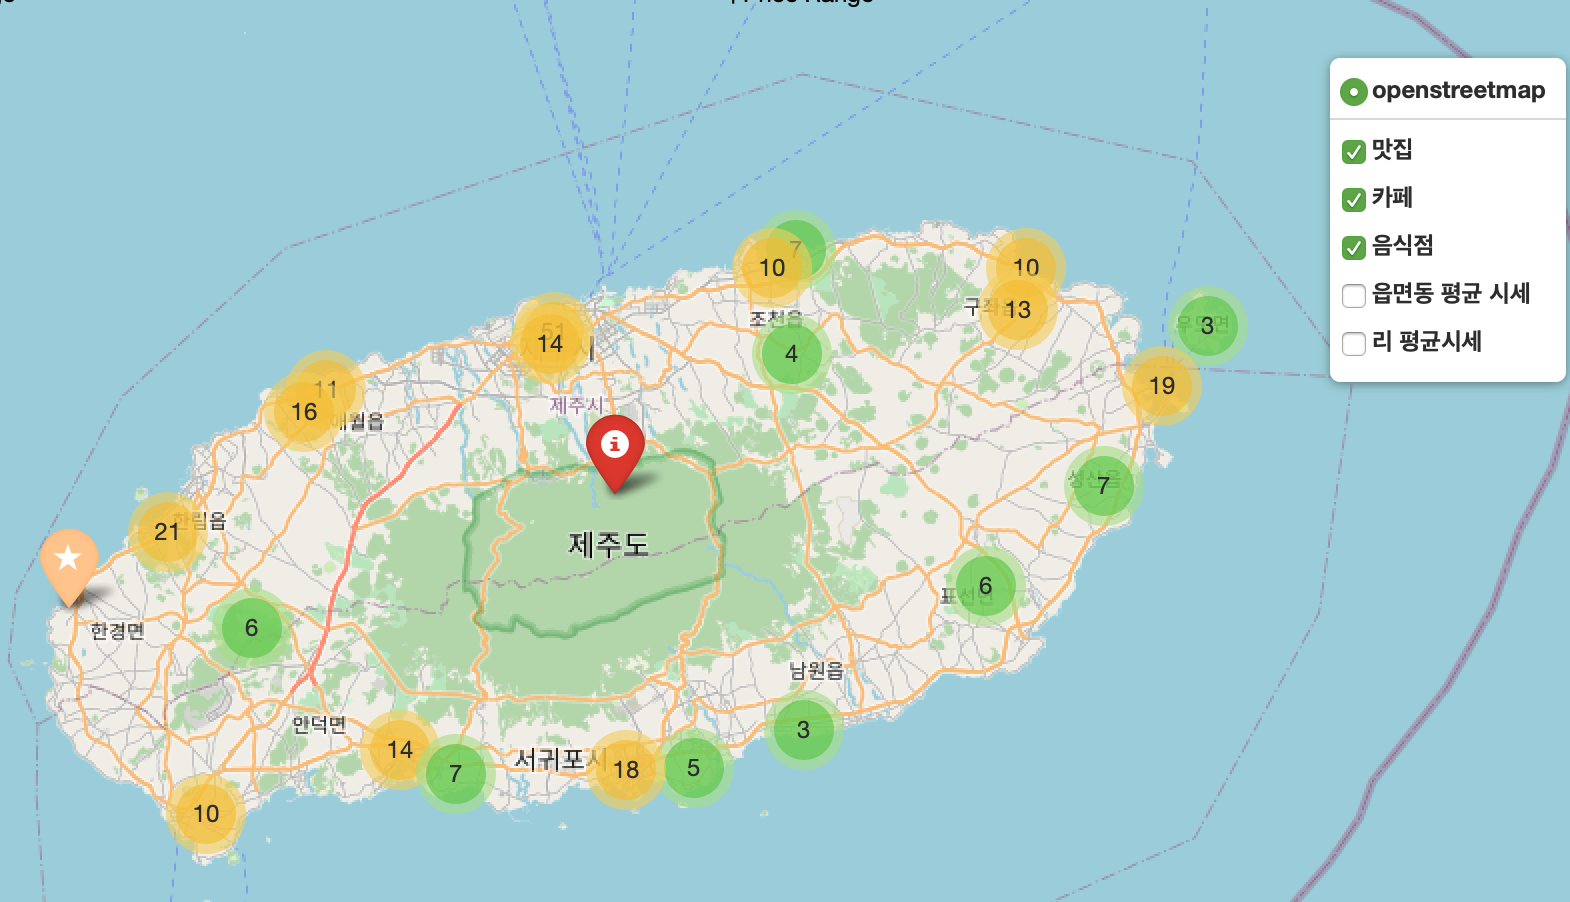 openstreetmap
맛집
카페
음식점
읍면동 평균 시세
리 평균시세
7
10
10
구좌읍
13
조천읍
우도면
3
51
14
4
11
16
애월읍
제주시
19
성산읍
7
21
한림읍
제주도
6
표선면
한경면
6
남원읍
안덕면
3
14
7
서귀포시
18
5
10